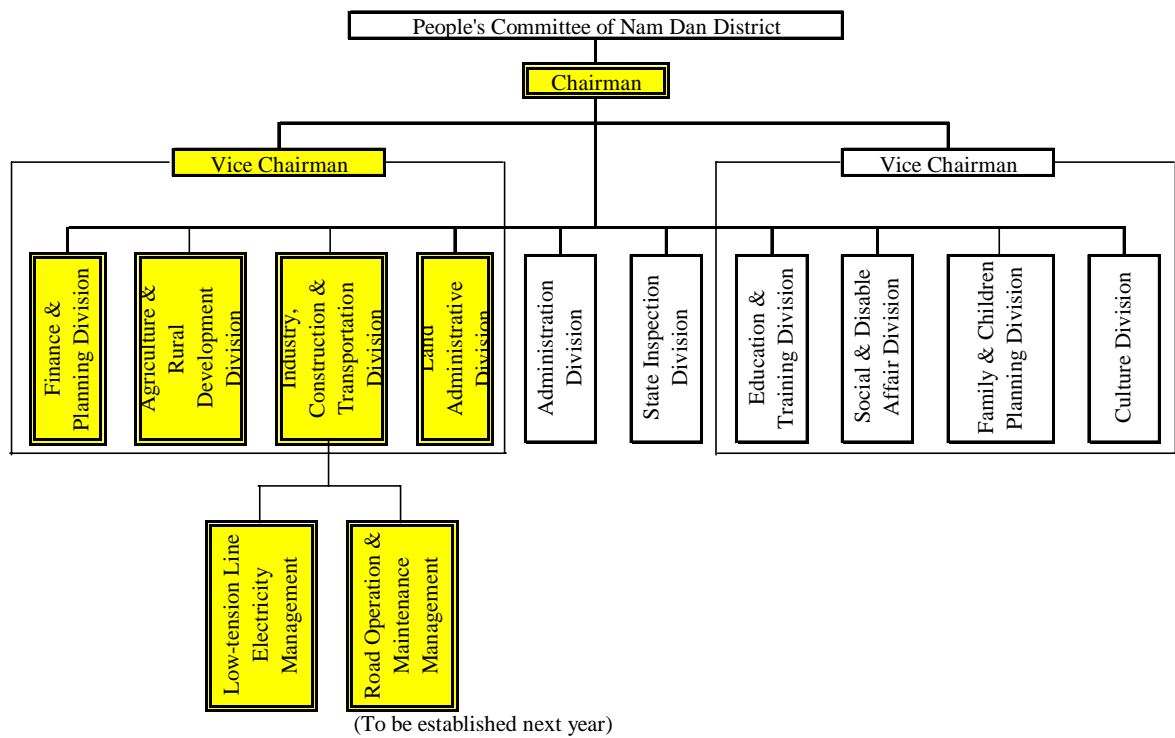 People's Committee of Nam Dan District
Chairman
Vice Chairman
Vice Chairman
Finance &
Planning Division
Agriculture &
Rural
Development
Division
Industry,
Construction &
Transportation
Division
Land
Administrative
Division
Administration
Division
State Inspection
Division
Education &
Training Division
Social & Disable
Affair Division
Family & Children
Planning Division
Culture Division
Low-tension Line
Electricity
Management
Road Operation &
Maintenance
Management
(To be established next year)